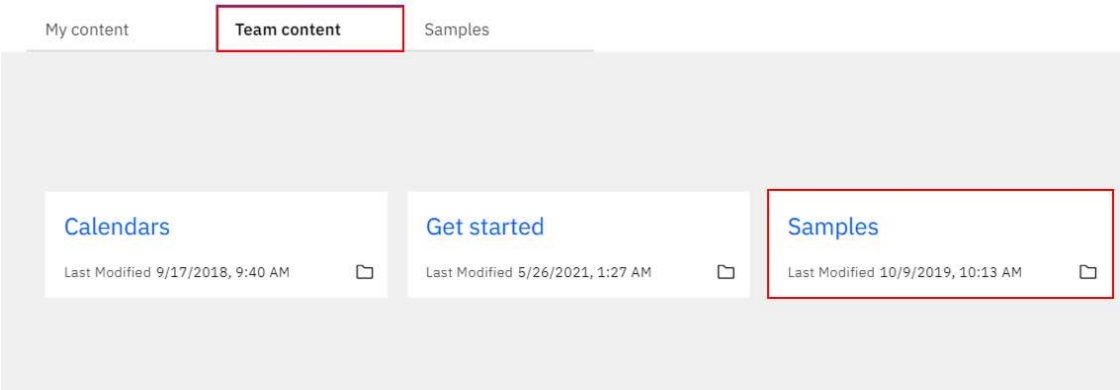 My content Team content Samples
Calendars Get started Samples
Last Modified 9/17/2018, 9:40 AM Last Modified 5/26/2021, 1:27 AM Last Modified 10/9/2019, 10:13 AM